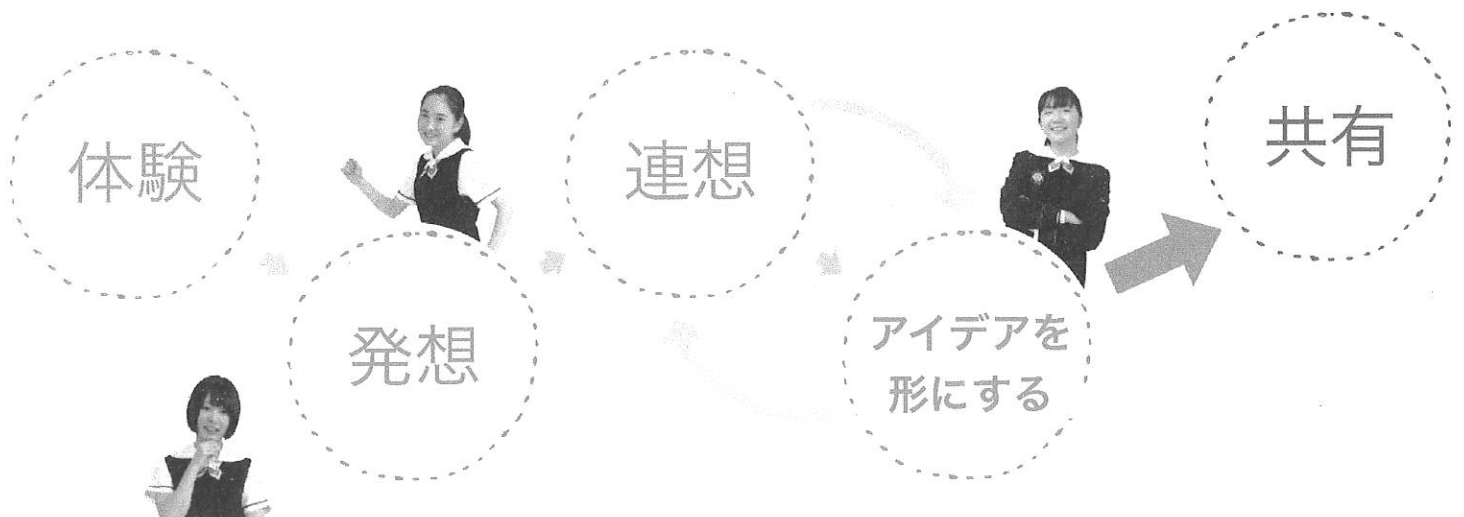 体験
発想
連想
アイデアを
形にする
共有